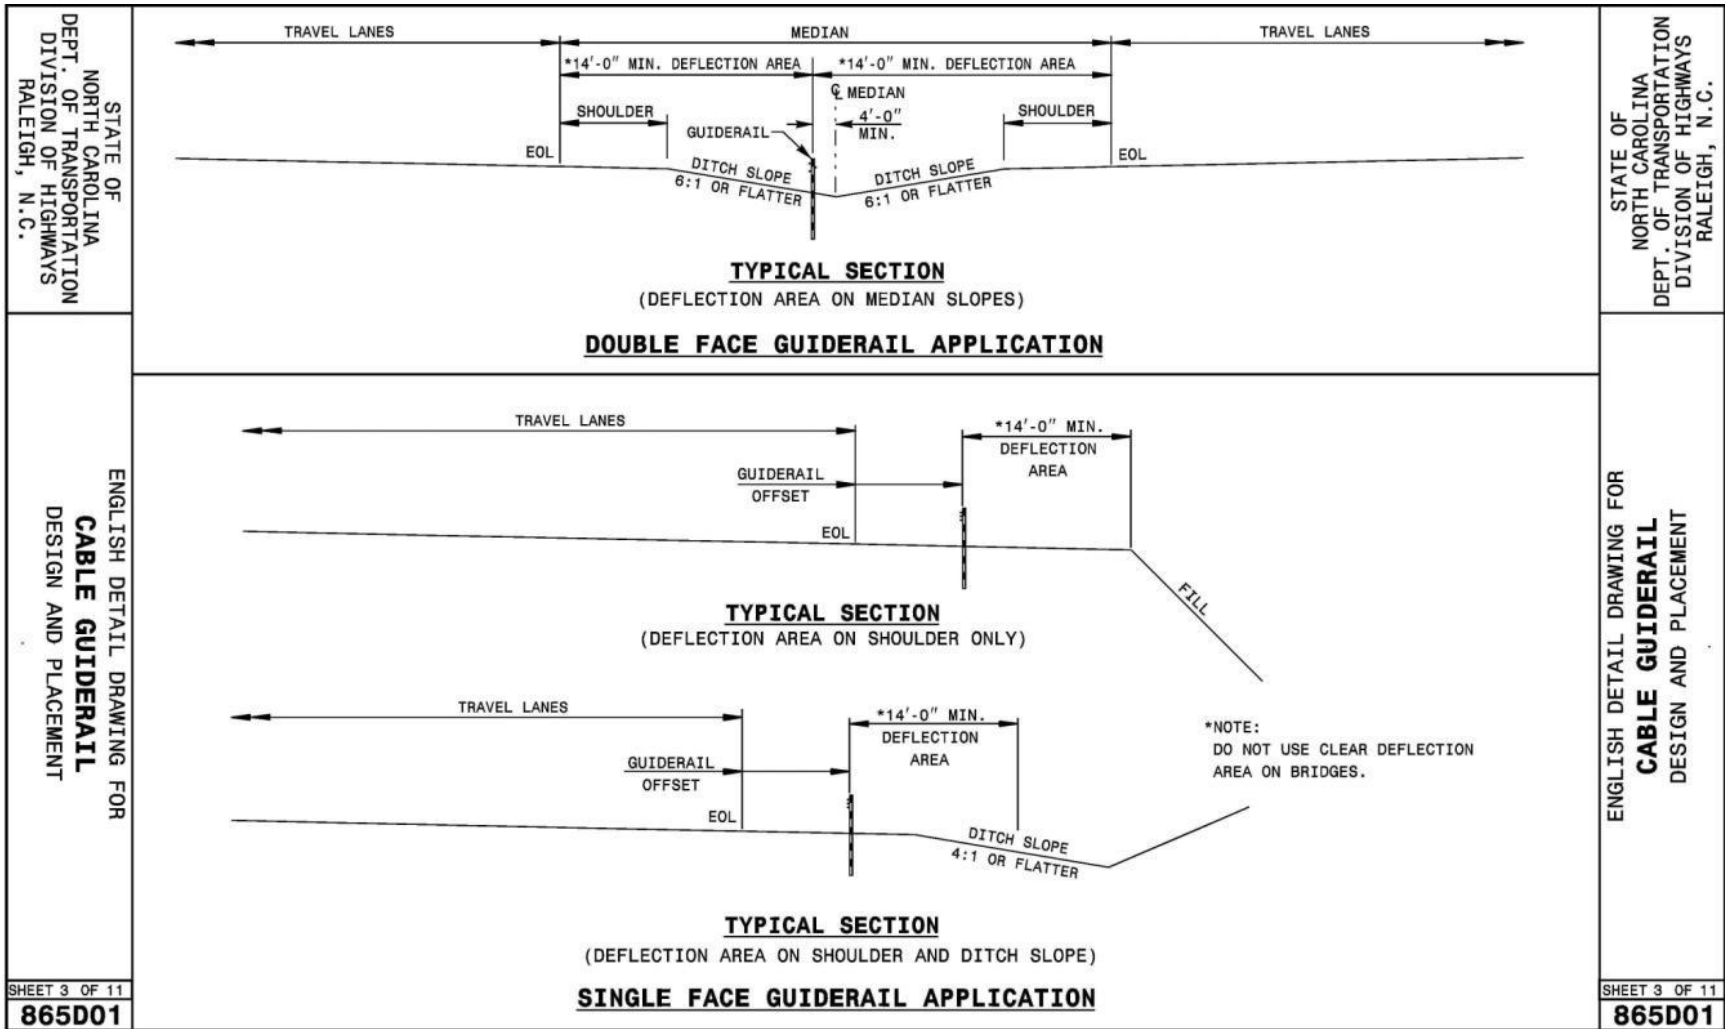 STATE OF
NORTH CAROLINA
DEPT. OF TRANSPORTATION
DIVISION OF HIGHWAYS
RALEIGH, N.C.
ENGLISH DETAIL DRAWING FOR
CABLE GUIDERAIL
DESIGN AND PLACEMENT
SHEET 3 OF 11
865D01
TRAVEL LANES
MEDIAN
TRAVEL LANES
*14'-0" MIN. DEFLECTION AREA
*14'-0" MIN. DEFLECTION AREA
℄ MEDIAN
SHOULDER
4'-0"
MIN.
SHOULDER
GUIDERAIL
EOL
EOL
DITCH SLOPE
6:1 OR FLATTER
DITCH SLOPE
6:1 OR FLATTER
TYPICAL SECTION
(DEFLECTION AREA ON MEDIAN SLOPES)
DOUBLE FACE GUIDERAIL APPLICATION
TRAVEL LANES
*14'-0" MIN.
DEFLECTION
AREA
GUIDERAIL
OFFSET
EOL
FILL
TYPICAL SECTION
(DEFLECTION AREA ON SHOULDER ONLY)
TRAVEL LANES
*14'-0" MIN.
DEFLECTION
AREA
GUIDERAIL
OFFSET
EOL
DITCH SLOPE
4:1 OR FLATTER
*NOTE:
DO NOT USE CLEAR DEFLECTION
AREA ON BRIDGES.
TYPICAL SECTION
(DEFLECTION AREA ON SHOULDER AND DITCH SLOPE)
SINGLE FACE GUIDERAIL APPLICATION
STATE OF
NORTH CAROLINA
DEPT. OF TRANSPORTATION
DIVISION OF HIGHWAYS
RALEIGH, N.C.
ENGLISH DETAIL DRAWING FOR
CABLE GUIDERAIL
DESIGN AND PLACEMENT
SHEET 3 OF 11
865D01